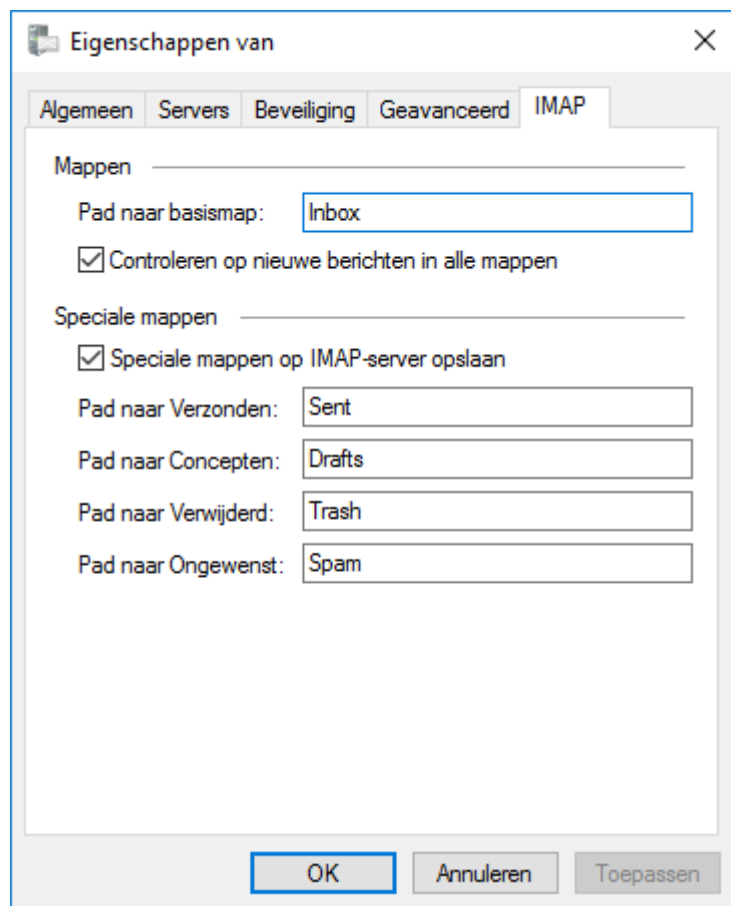 Eigenschappen van
Algemeen Servers Beveiliging Geavanceerd IMAP
Mappen
Pad naar basismap: Inbox
Controleren op nieuwe berichten in alle mappen
Speciale mappen
Speciale mappen op IMAP-server opslaan
Pad naar Verzonden: Sent
Pad naar Concepten: Drafts
Pad naar Verwijderd: Trash
Pad naar Ongewenst: Spam
OK Annuleren Toepassen